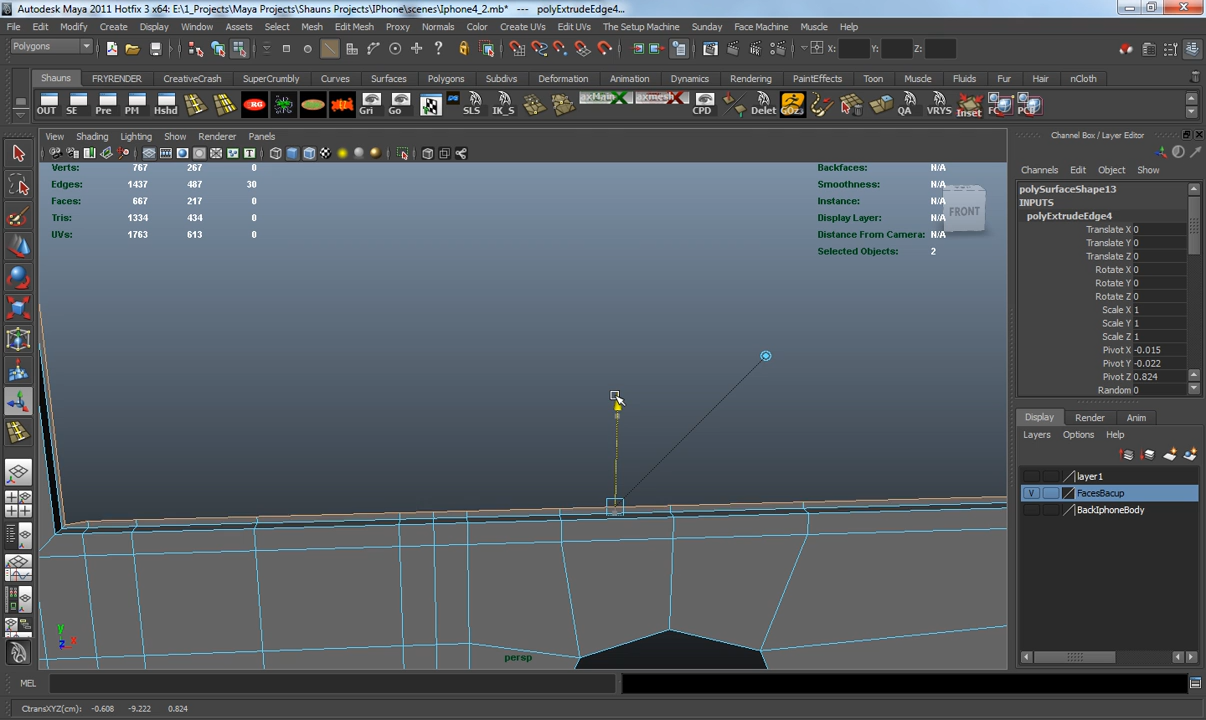 Autodesk Maya 2011 Hotfix 3 x64: E:\1_Projects\Maya Projects\Shauns Projects\IPhone\scenes\Iphone4_2.mb* --- polyExtrudeEdge4...
File Edit Modify Create Display Window Assets Select Mesh Edit Mesh Proxy Normals Color Create UVs Edit UVs The Setup Machine Sunday Face Machine Muscle Help
Polygons X: Y: Z:
Shauns FRYRENDER CreativeCrash SuperCrumbly Curves Surfaces Polygons Subdivs Deformation Animation Dynamics Rendering PaintEffects Toon Muscle Fluids Fur Hair nCloth
OUT SE Pre PM Hshd RG Gri Go SLS IK_S axMain axmesh CPD Delet GOz3 QA VRYS Inset FC PCB
View Shading Lighting Show Renderer Panels
Channel Box / Layer Editor
Channels Edit Object Show
Verts: 767 267 0
Edges: 1437 487 30
Faces: 667 217 0
Tris: 1334 434 0
UVs: 1763 613 0
Backfaces: N/A
Smoothness: N/A
Instance: N/A
Display Layer: N/A
Distance From Camera: N/A
Selected Objects: 2
FRONT
polySurfaceShape13
INPUTS
polyExtrudeEdge4
Translate X 0
Translate Y 0
Translate Z 0
Rotate X 0
Rotate Y 0
Rotate Z 0
Scale X 1
Scale Y 1
Scale Z 1
Pivot X -0.015
Pivot Y -0.022
Pivot Z 0.824
Random 0
Display Render Anim
Layers Options Help
layer1
V FacesBacup
BackIphoneBody
y
z x
persp
MEL
CtransXYZ(cm): -0.608 -9.222 0.824